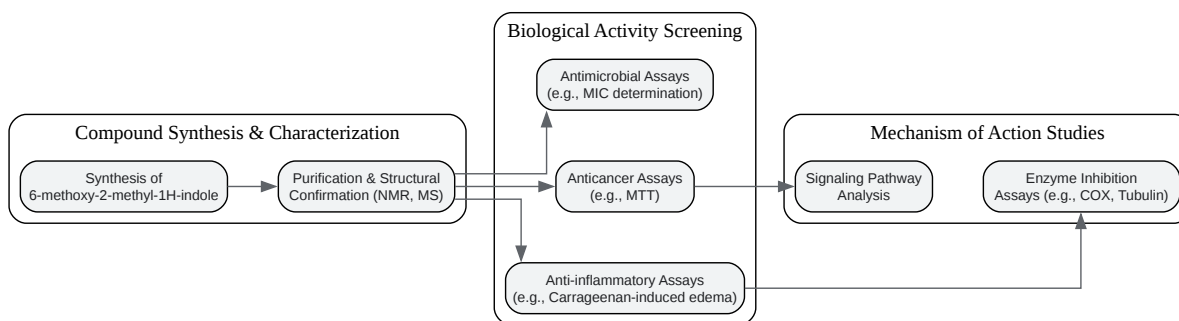 Biological Activity Screening
Antimicrobial Assays
(e.g., MIC determination)
Compound Synthesis & Characterization
Synthesis of
6-methoxy-2-methyl-1H-indole
Purification & Structural
Confirmation (NMR, MS)
Anticancer Assays
(e.g., MTT)
Anti-inflammatory Assays
(e.g., Carrageenan-induced edema)
Mechanism of Action Studies
Signaling Pathway
Analysis
Enzyme Inhibition
Assays (e.g., COX, Tubulin)